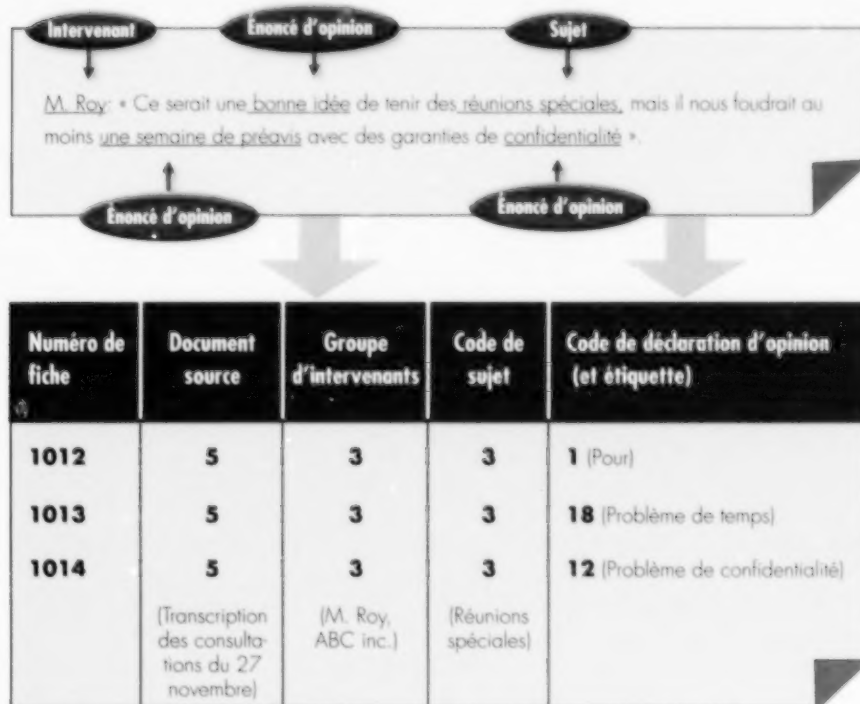 Intervenant Énoncé d'opinion Sujet
M. Roy: « Ce serait une bonne idée de tenir des réunions spéciales, mais il nous foudrait au
moins une semaine de préavis avec des garanties de confidentialité ».
Énoncé d'opinion Énoncé d'opinion
Numéro de fiche Document source Groupe d'intervenants Code de sujet Code de déclaration d'opinion (et étiquette)
1012 5 3 3 1 (Pour)
1013 5 3 3 18 (Problème de temps)
1014 5 3 3 12 (Problème de confidentialité)
(Transcription des consulta-tions du 27 novembre) (M. Roy, ABC inc.) (Réunions spéciales)